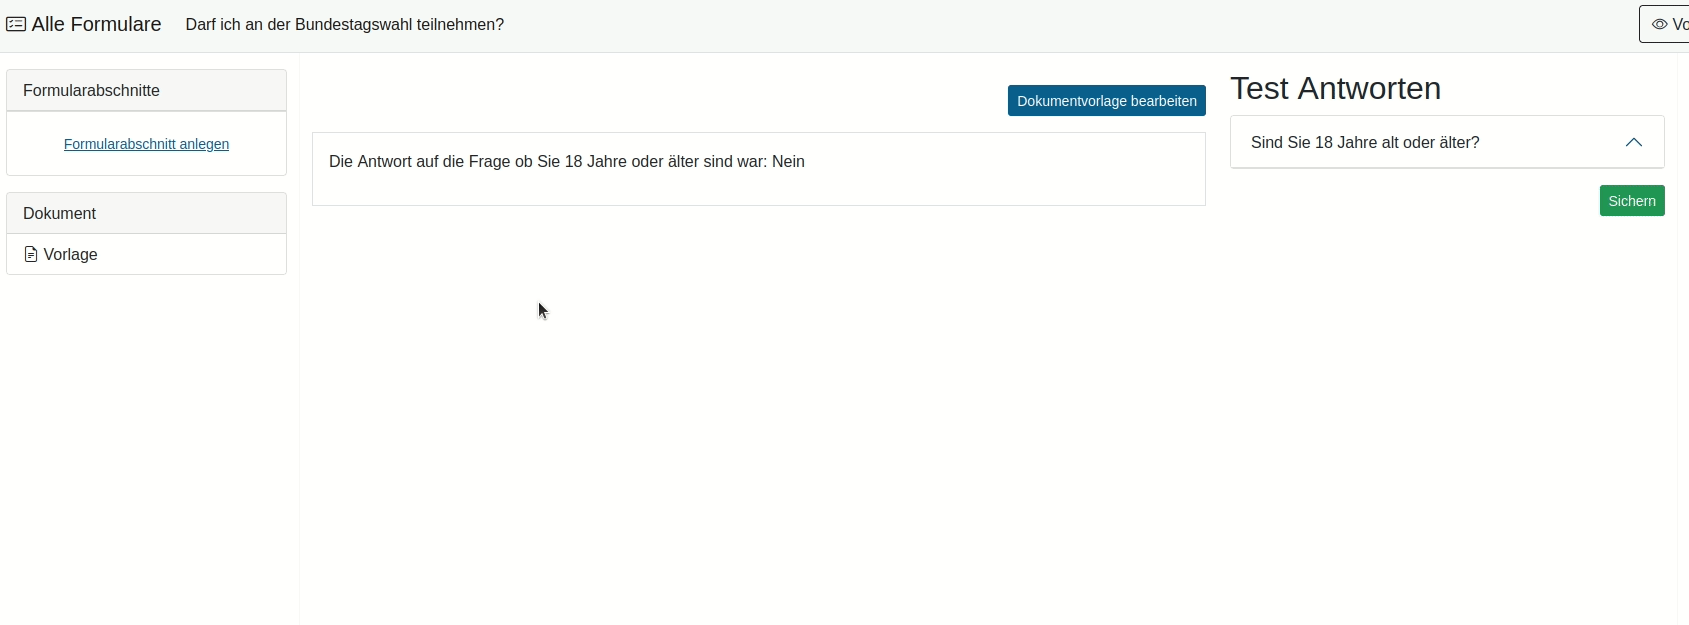 Alle Formulare Darf ich an der Bundestagswahl teilnehmen? Vo
Formularabschnitte
Formularabschnitt anlegen
Dokument
Vorlage
Dokumentvorlage bearbeiten
Die Antwort auf die Frage ob Sie 18 Jahre oder älter sind war: Nein
Test Antworten
Sind Sie 18 Jahre alt oder älter?
Sichern